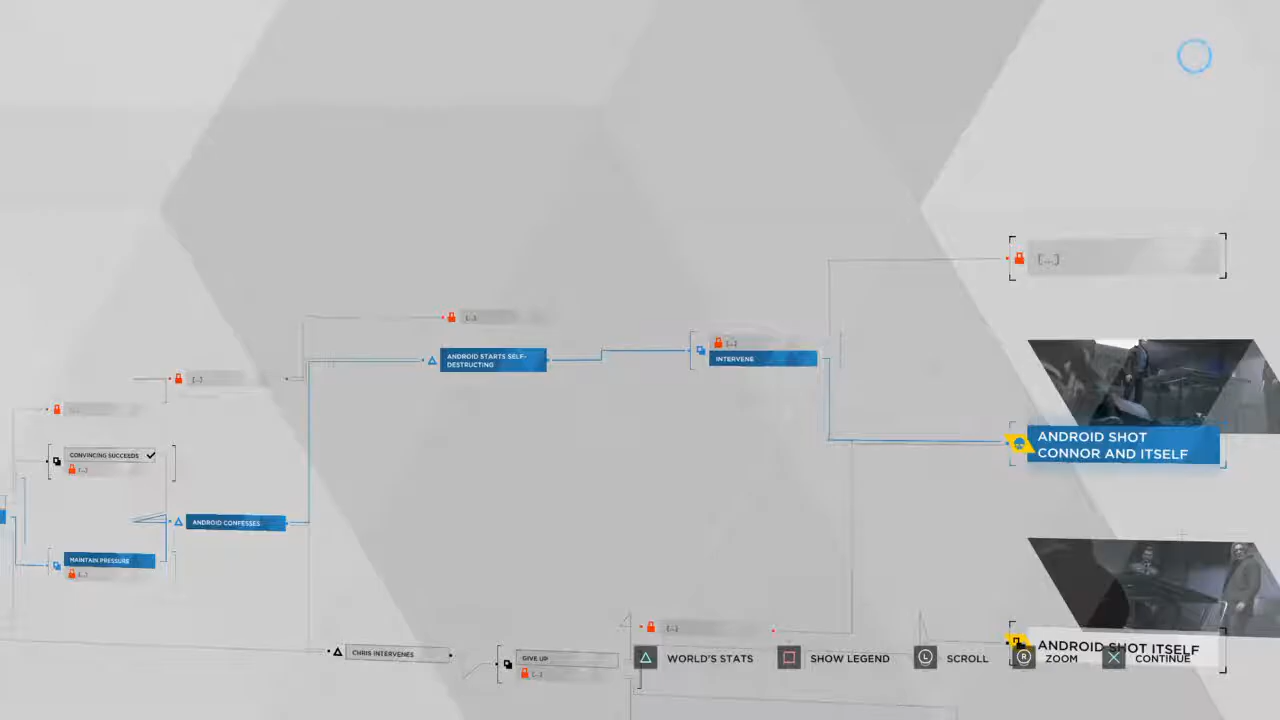 [...]
[...]
[...]
ANDROID STARTS SELF-
DESTRUCTING
INTERVENE
[...]
[...]
CONVINCING SUCCEEDS
[...]
ANDROID SHOT
CONNOR AND ITSELF
ANDROID CONFESSES
MAINTAIN PRESSURE
[...]
[...]
CHRIS INTERVENES
GIVE UP
[...]
ANDROID SHOT ITSELF
WORLD'S STATS
SHOW LEGEND
L
SCROLL
R
ZOOM
CONTINUE